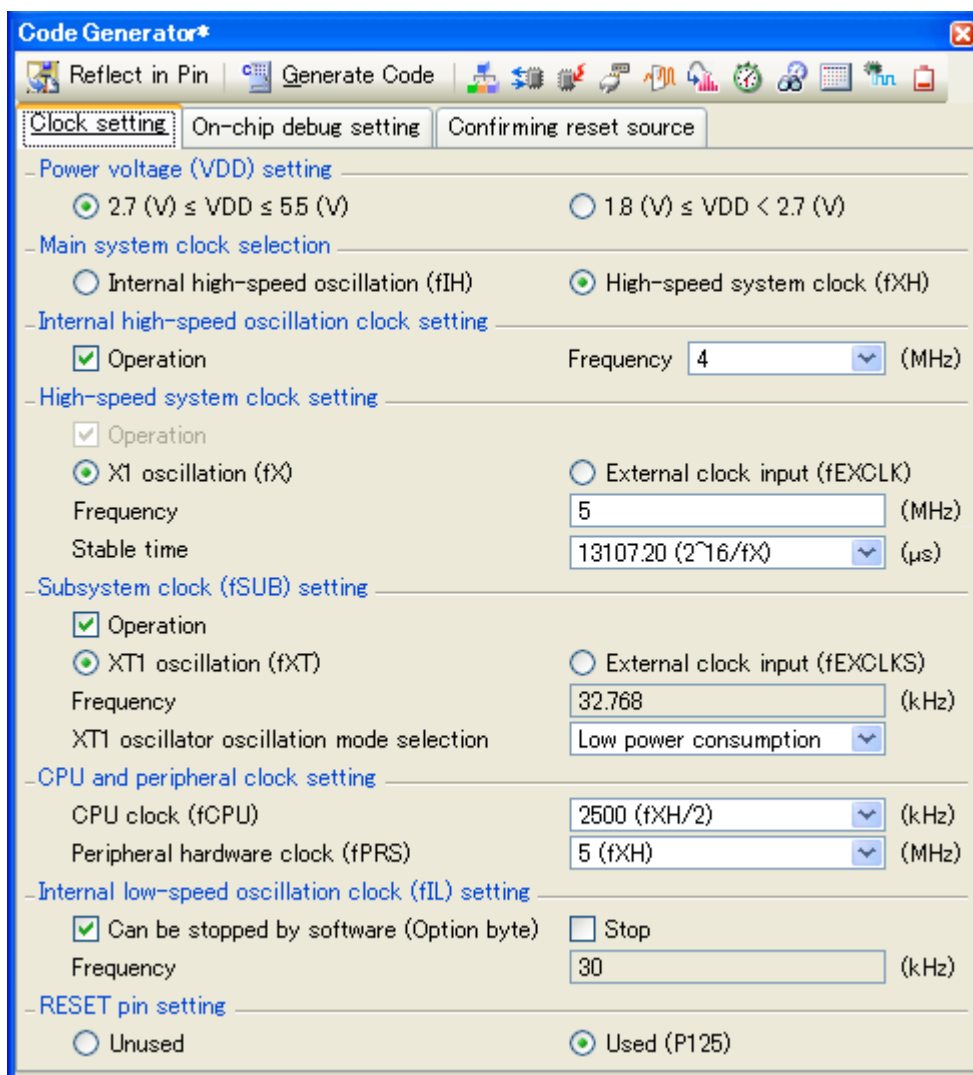 Code Generator*
Reflect in Pin Generate Code
Clock setting On-chip debug setting Confirming reset source
Power voltage (VDD) setting
2.7 (V) ≤ VDD ≤ 5.5 (V) 1.8 (V) ≤ VDD < 2.7 (V)
Main system clock selection
Internal high-speed oscillation (fIH) High-speed system clock (fXH)
Internal high-speed oscillation clock setting
Operation Frequency 4 (MHz)
High-speed system clock setting
Operation
X1 oscillation (fX) External clock input (fEXCLK)
Frequency 5 (MHz)
Stable time 13107.20 (2^16/fX) (µs)
Subsystem clock (fSUB) setting
Operation
XT1 oscillation (fXT) External clock input (fEXCLKS)
Frequency 32.768 (kHz)
XT1 oscillator oscillation mode selection Low power consumption
CPU and peripheral clock setting
CPU clock (fCPU) 2500 (fXH/2) (kHz)
Peripheral hardware clock (fPRS) 5 (fXH) (MHz)
Internal low-speed oscillation clock (fIL) setting
Can be stopped by software (Option byte) Stop
Frequency 30 (kHz)
RESET pin setting
Unused Used (P125)